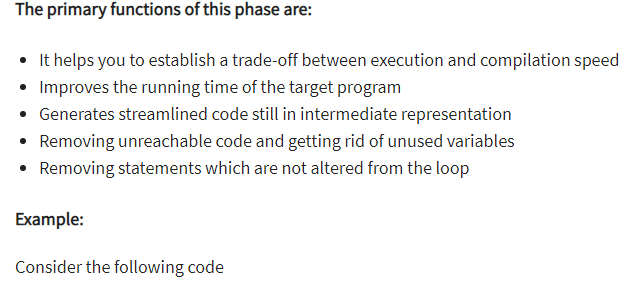 The primary functions of this phase are:
• It helps you to establish a trade-off between execution and compilation speed
• Improves the running time of the target program
• Generates streamlined code still in intermediate representation
• Removing unreachable code and getting rid of unused variables
• Removing statements which are not altered from the loop
Example:
Consider the following code